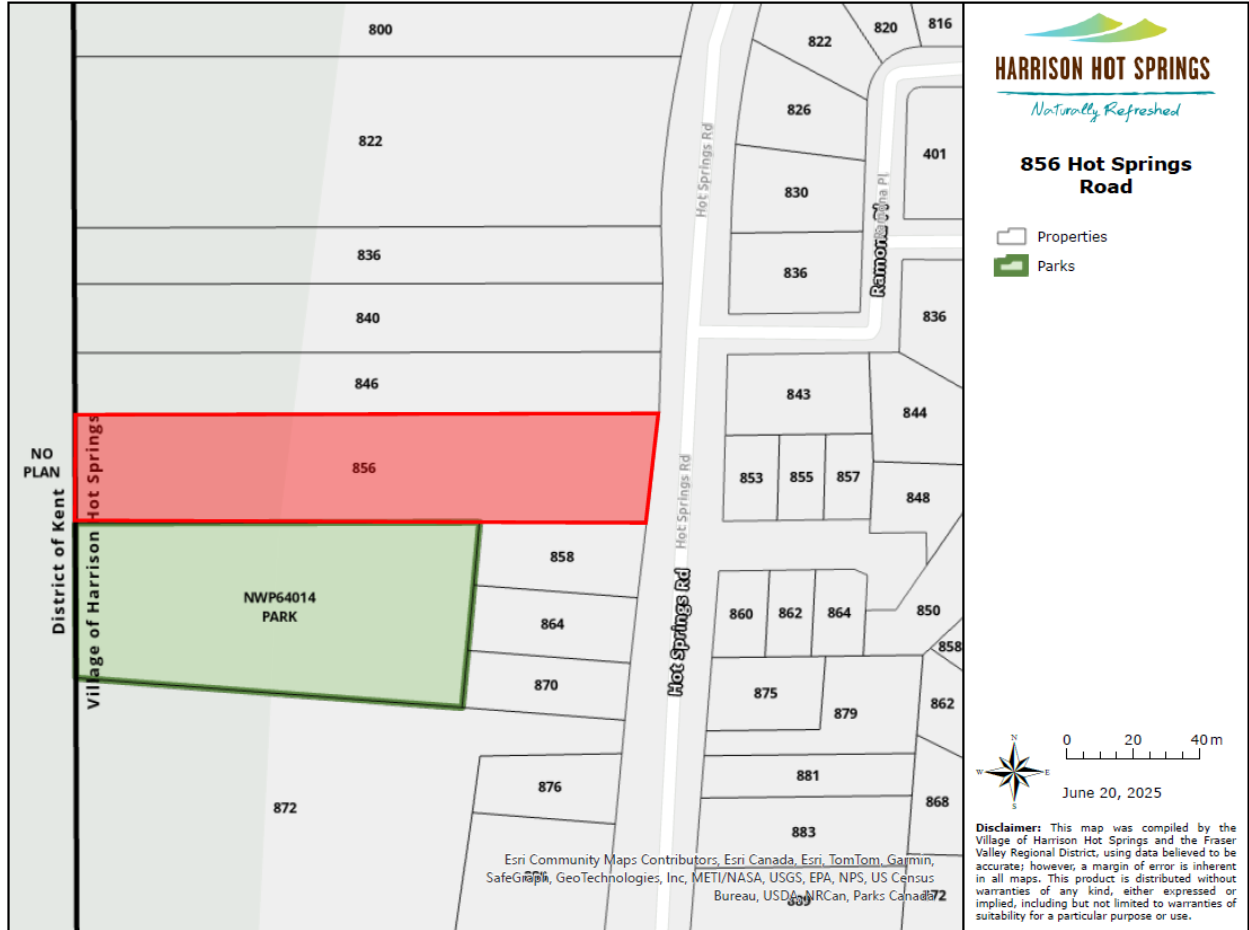 800
822
836
840
846
856
NO
PLAN
District of Kent
Village of Harrison Hot Springs
NWP64014
PARK
858
864
870
872
876
Hot Springs Rd
Hot Springs Rd
Hot Springs Rd
822
820
816
826
830
836
401
Ramona Pl
836
843
844
853
855
857
848
860
862
864
850
858
875
879
862
881
868
883
889
872
Esri Community Maps Contributors, Esri Canada, Esri, TomTom, Garmin,
SafeGraph, GeoTechnologies, Inc, METI/NASA, USGS, EPA, NPS, US Census
Bureau, USDA, NRCan, Parks Canada
HARRISON HOT SPRINGS
Naturally Refreshed
856 Hot Springs
Road
Properties
Parks
N
W
E
S
0 20 40 m
June 20, 2025
Disclaimer: This map was compiled by the
Village of Harrison Hot Springs and the Fraser
Valley Regional District, using data believed to be
accurate; however, a margin of error is inherent
in all maps. This product is distributed without
warranties of any kind, either expressed or
implied, including but not limited to warranties of
suitability for a particular purpose or use.